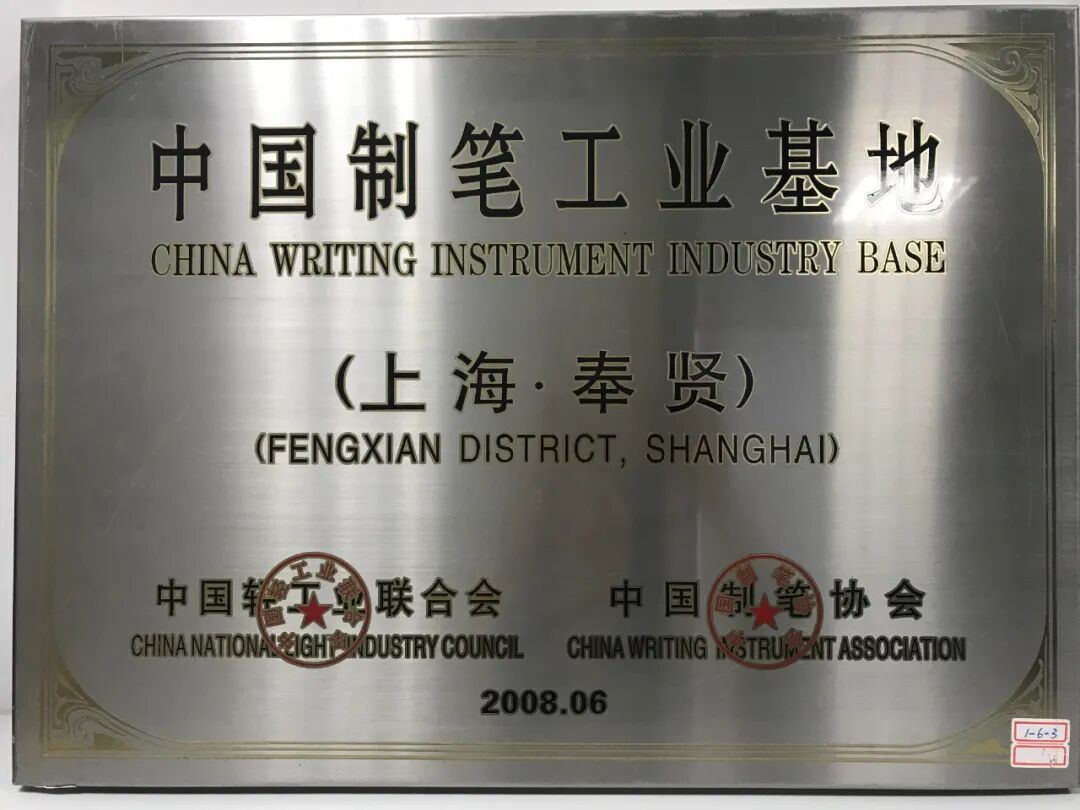 中国制笔工业基地
CHINA WRITING INSTRUMENT INDUSTRY BASE
(上海·奉贤)
(FENGXIAN DISTRICT, SHANGHAI)
中国轻工业联合会
CHINA NATIONAL LIGHT INDUSTRY COUNCIL
中国制笔协会
CHINA WRITING INSTRUMENT ASSOCIATION
2008.06
1-6-3